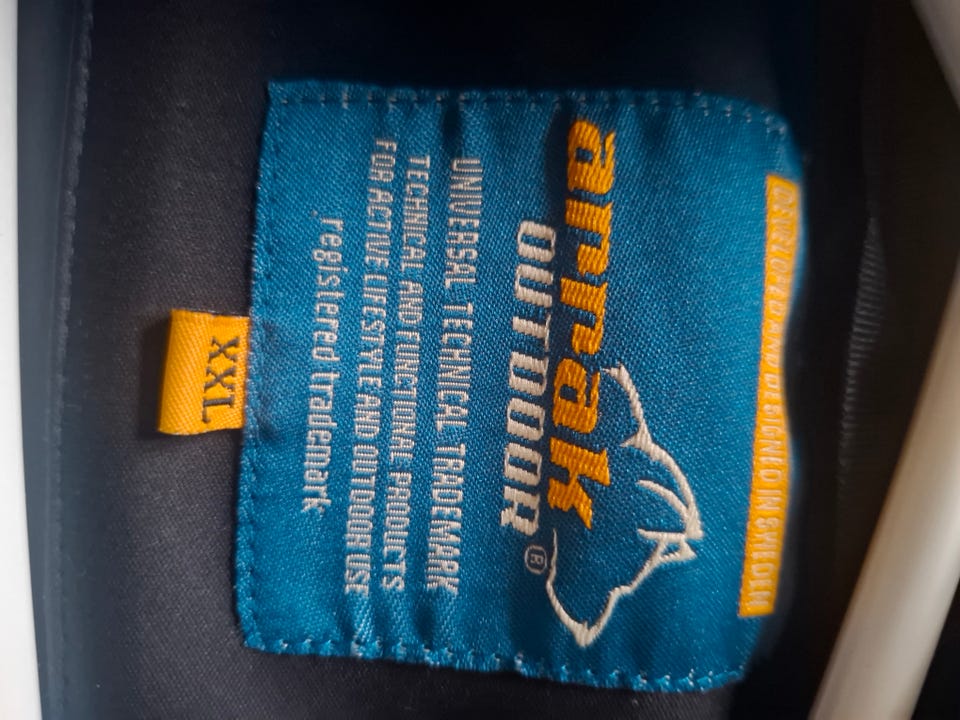 DEVELOPED AND DESIGNED IN SWEDEN
arrak
OUTDOOR®
UNIVERSAL TECHNICAL TRADEMARK
TECHNICAL AND FUNCTIONAL PRODUCTS
FOR ACTIVE LIFESTYLE AND OUTDOOR USE
registered trademark
XXL